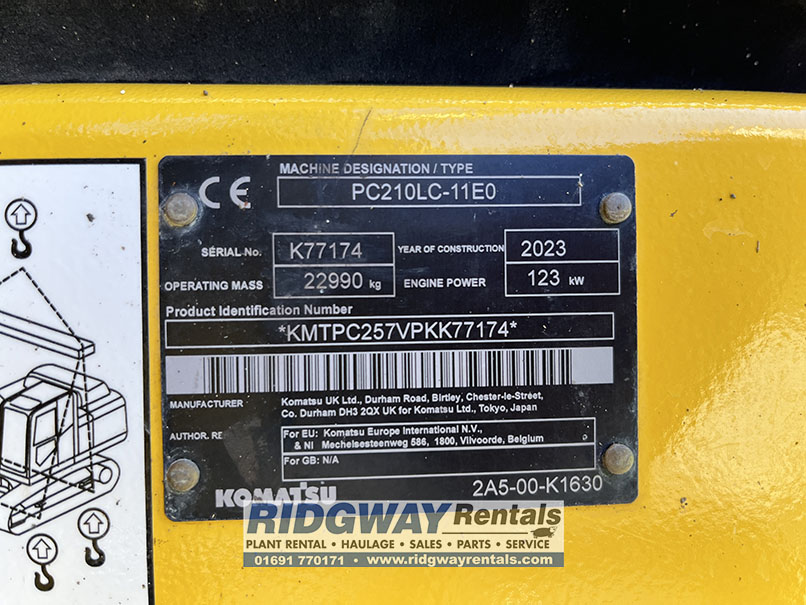 CE
MACHINE DESIGNATION / TYPE
PC210LC-11E0
SERIAL No. K77174 YEAR OF CONSTRUCTION 2023
OPERATING MASS 22990 kg ENGINE POWER 123 kW
Product Identification Number
*KMTPC257VPKK77174*
MANUFACTURER Komatsu UK Ltd., Durham Road, Birtley, Chester-le-Street,
Co. Durham DH3 2QX UK for Komatsu Ltd., Tokyo, Japan
AUTHOR. RE
For EU: Komatsu Europe International N.V.,
& NI Mechelsesteenweg 586, 1800, Vilvoorde, Belgium
For GB: N/A
KOMATSU 2A5-00-K1630
RIDGWAY Rentals
PLANT RENTAL • HAULAGE • SALES • PARTS • SERVICE
01691 770171 • www.ridgwayrentals.com